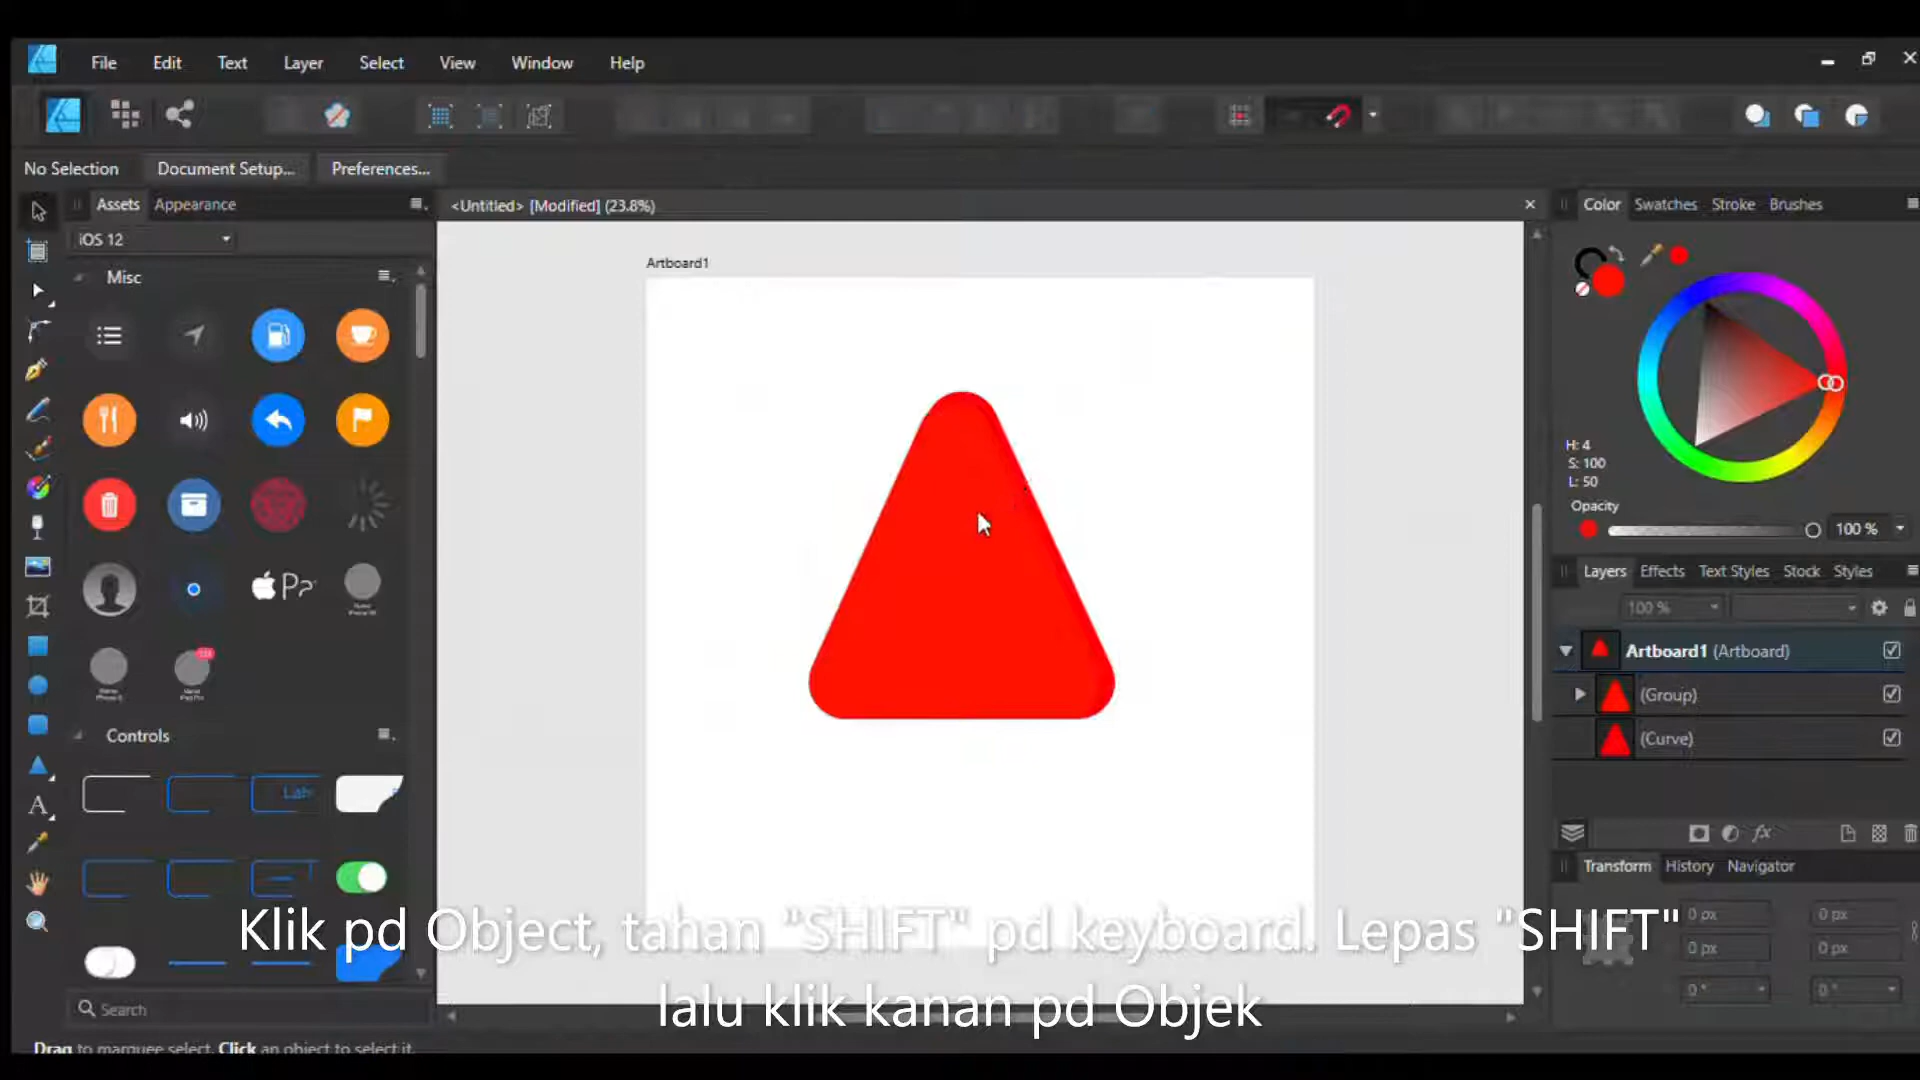 File Edit Text Layer Select View Window Help
No Selection Document Setup... Preferences...
Assets Appearance
<Untitled> [Modified] (23.8%)
Color Swatches Stroke Brushes
iOS 12
Misc
Artboard1
H: 4
S: 100
L: 50
Opacity
100 %
Layers Effects Text Styles Stock Styles
100 %
Artboard1 (Artboard)
(Group)
(Curve)
Controls
Transform History Navigator
0 px 0 px
0 px 0 px
0 ° 0 °
Search
Klik pd Object, tahan "SHIFT" pd keyboard. Lepas "SHIFT"
lalu klik kanan pd Objek
Drag to marquee select. Click an object to select it.